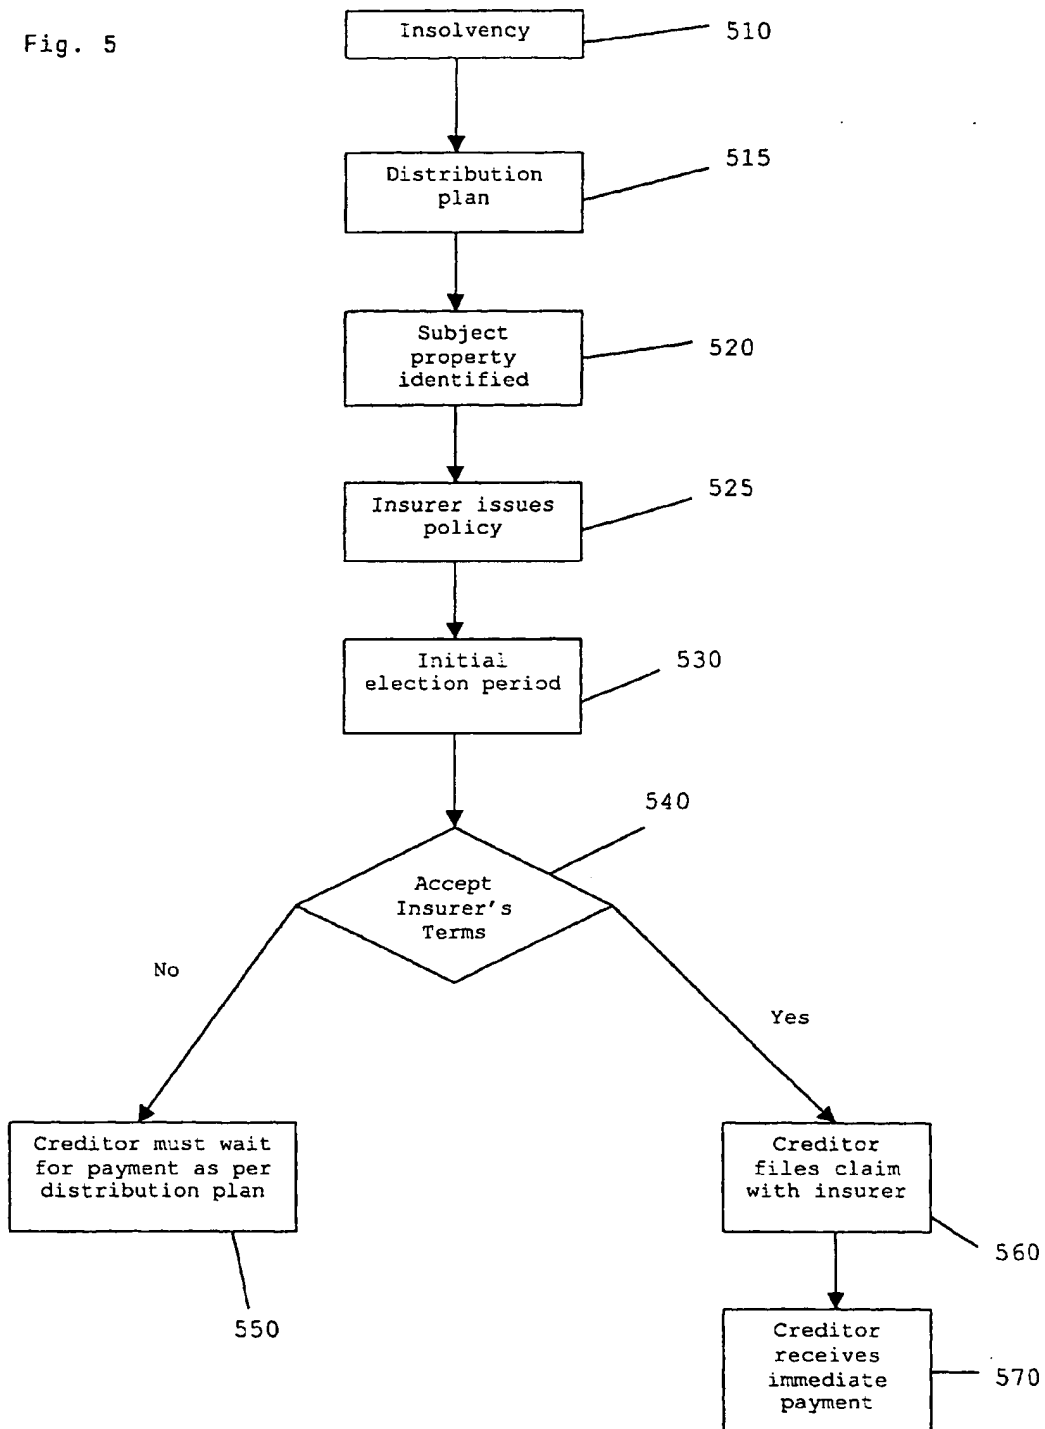 Fig. 5
Insolvency
510
Distribution
plan
515
Subject
property
identified
520
Insurer issues
policy
525
Initial
election period
530
540
Accept
Insurer's
Terms
No
Yes
Creditor must wait
for payment as per
distribution plan
550
Creditor
files claim
with insurer
560
Creditor
receives
immediate
payment
570